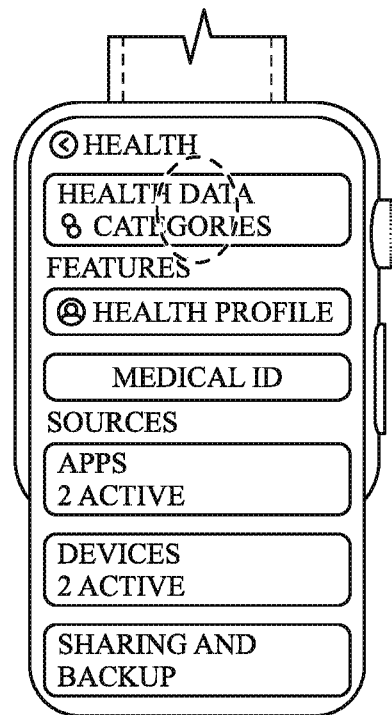 HEALTH
HEALTH DATA
8 CATEGORIES
FEATURES
HEALTH PROFILE
MEDICAL ID
SOURCES
APPS
2 ACTIVE
DEVICES
2 ACTIVE
SHARING AND
BACKUP